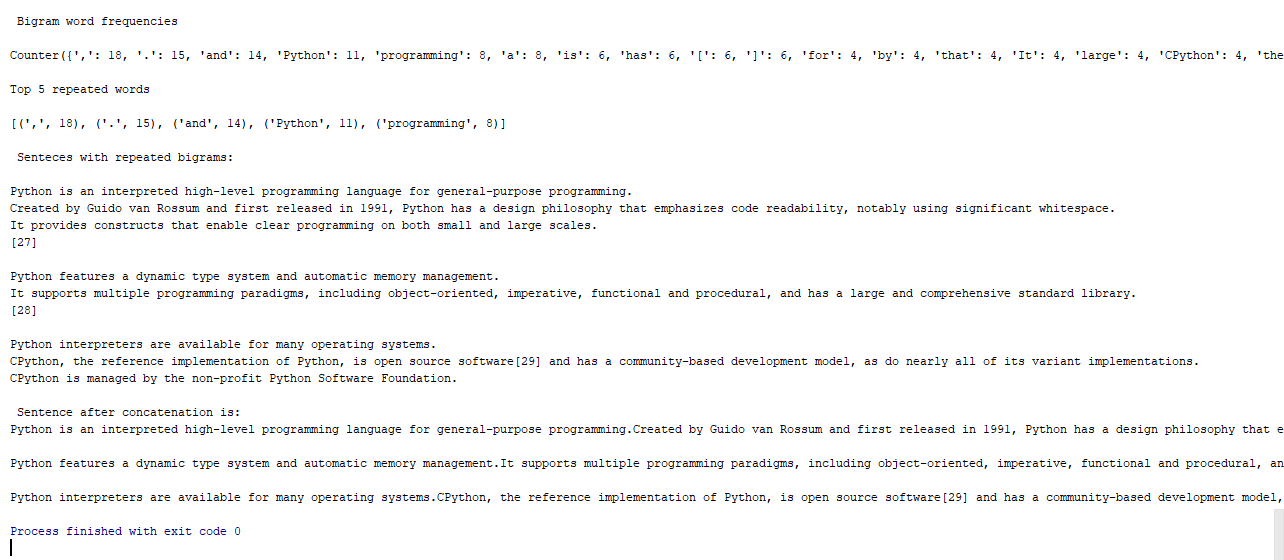 Bigram word frequencies
Counter({',': 18, '.': 15, 'and': 14, 'Python': 11, 'programming': 8, 'a': 8, 'is': 6, 'has': 6, '[': 6, ']': 6, 'for': 4, 'by': 4, 'that': 4, 'It': 4, 'large': 4, 'CPython': 4, 'the
Top 5 repeated words
[(',', 18), ('.', 15), ('and', 14), ('Python', 11), ('programming', 8)]
Senteces with repeated bigrams:
Python is an interpreted high-level programming language for general-purpose programming.
Created by Guido van Rossum and first released in 1991, Python has a design philosophy that emphasizes code readability, notably using significant whitespace.
It provides constructs that enable clear programming on both small and large scales.
[27]
Python features a dynamic type system and automatic memory management.
It supports multiple programming paradigms, including object-oriented, imperative, functional and procedural, and has a large and comprehensive standard library.
[28]
Python interpreters are available for many operating systems.
CPython, the reference implementation of Python, is open source software[29] and has a community-based development model, as do nearly all of its variant implementations.
CPython is managed by the non-profit Python Software Foundation.
Sentence after concatenation is:
Python is an interpreted high-level programming language for general-purpose programming.Created by Guido van Rossum and first released in 1991, Python has a design philosophy that e
Python features a dynamic type system and automatic memory management.It supports multiple programming paradigms, including object-oriented, imperative, functional and procedural, an
Python interpreters are available for many operating systems.CPython, the reference implementation of Python, is open source software[29] and has a community-based development model,
Process finished with exit code 0